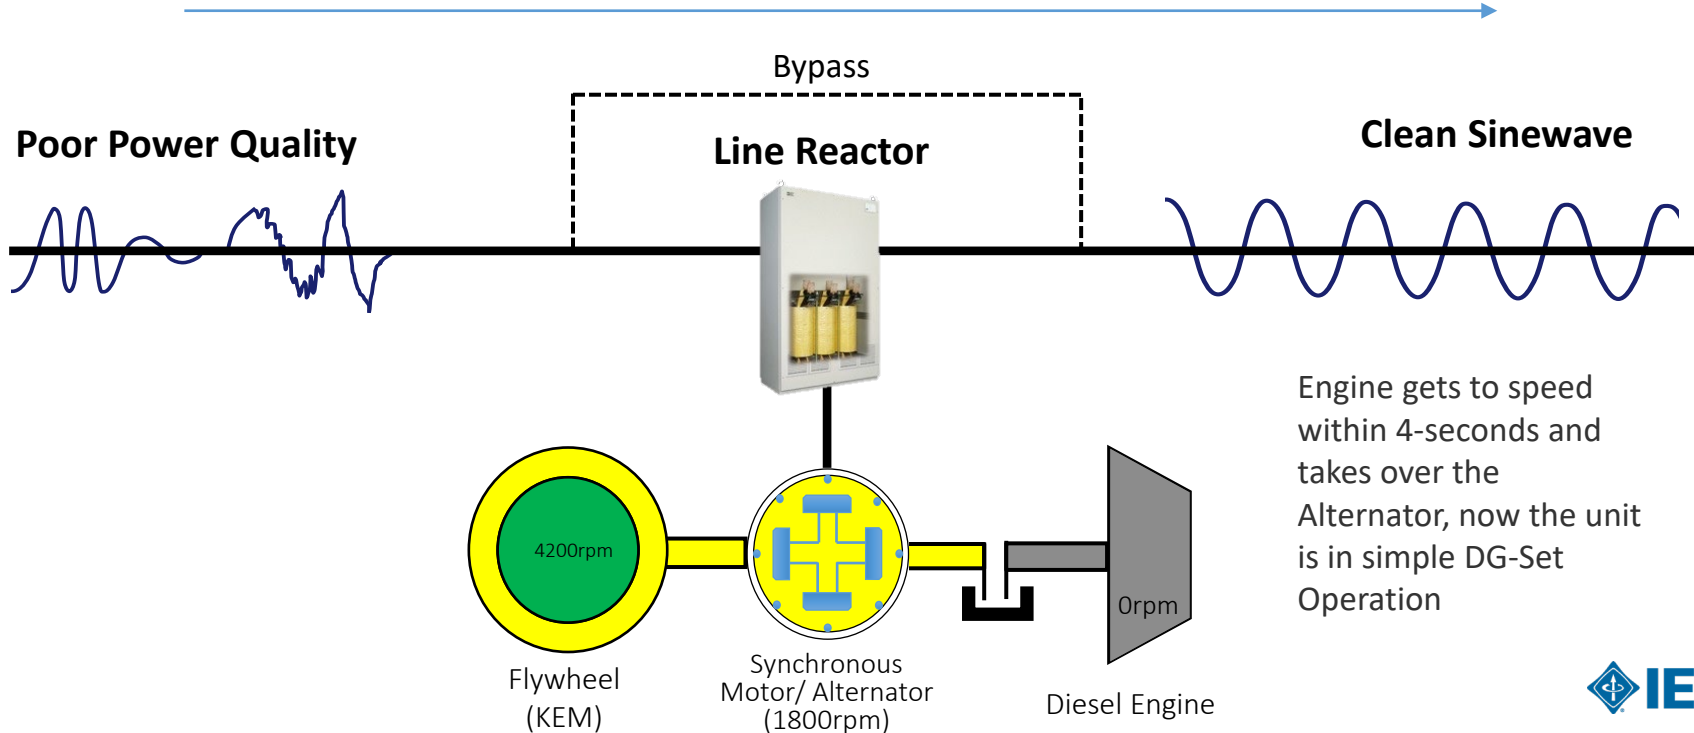 Bypass
Poor Power Quality
Line Reactor
Clean Sinewave
Engine gets to speed
within 4-seconds and
takes over the
Alternator, now the unit
is in simple DG-Set
Operation
4200rpm
0rpm
Flywheel
(KEM)
Synchronous
Motor/ Alternator
(1800rpm)
Diesel Engine
IE